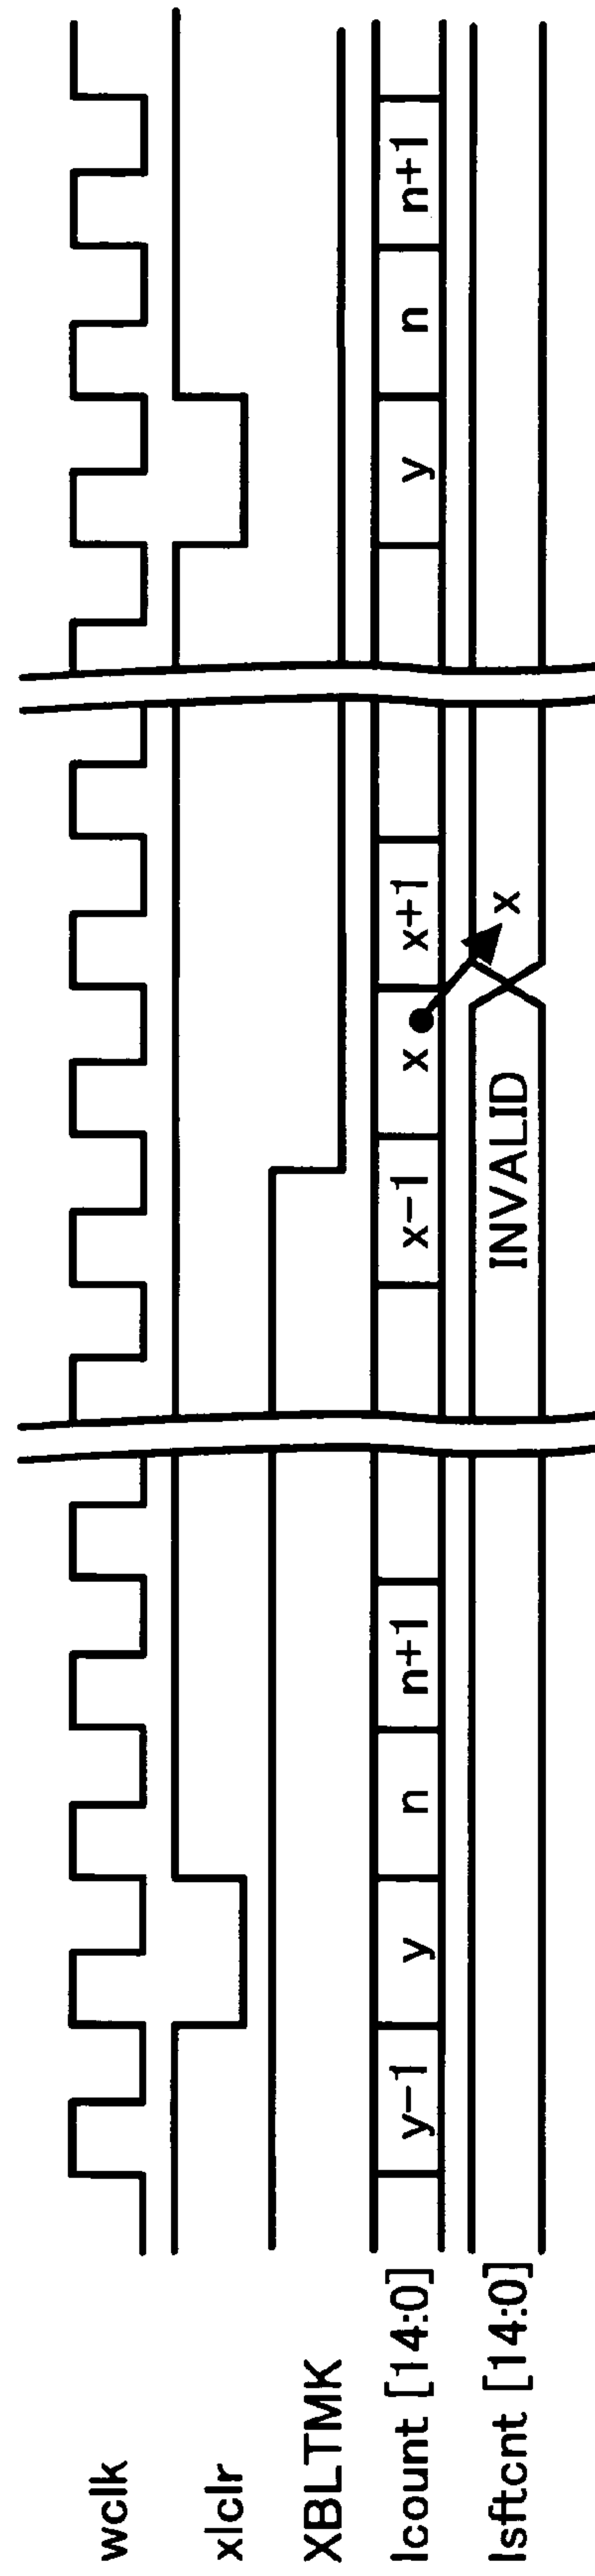 wclk
xlclr
XBLTMK
lcount [14:0] y-1 y n n+1 x-1 x x+1 y n n+1
lsftcnt [14:0] INVALID x